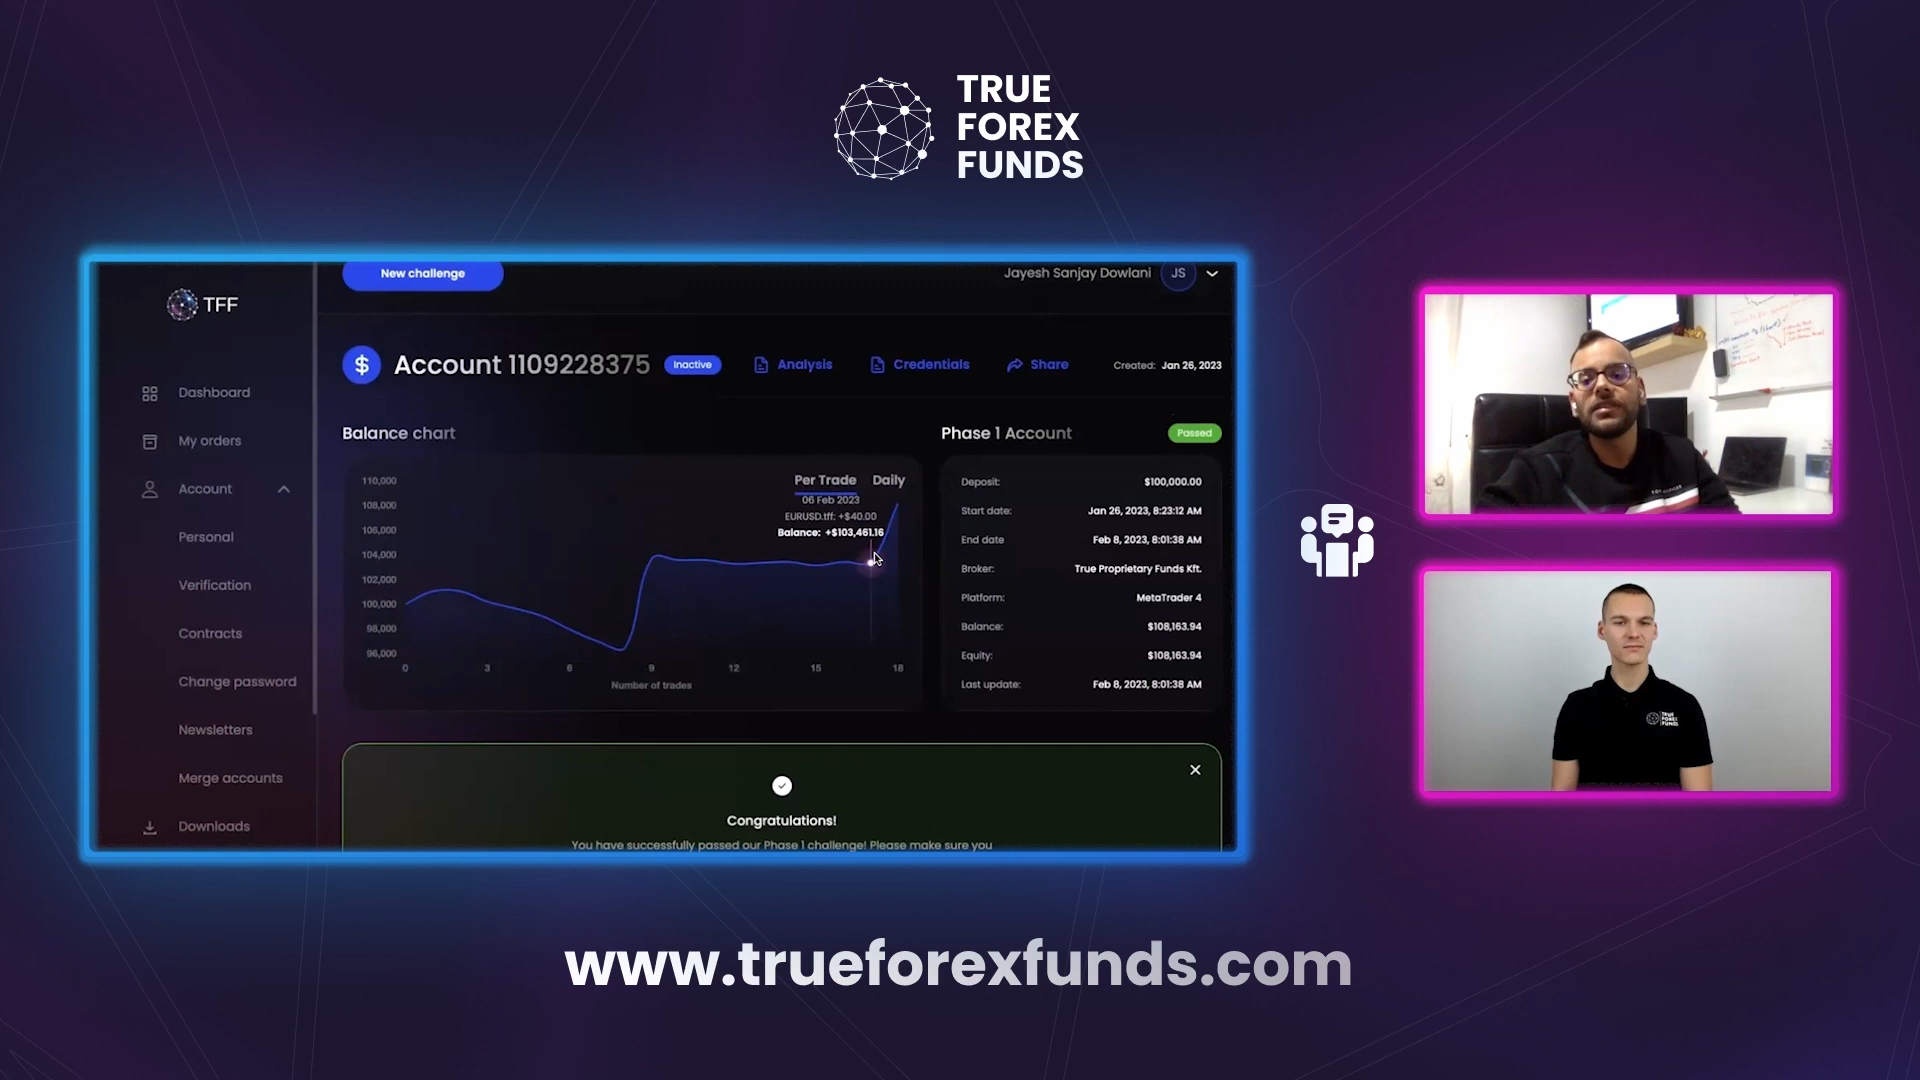 TRUE
FOREX
FUNDS
New challenge
Jayesh Sanjay Dowlani
JS
TFF
Dashboard
My orders
Account
Personal
Verification
Contracts
Change password
Newsletters
Merge accounts
Downloads
$
Account 1109228375
Inactive
Analysis
Credentials
Share
Created: Jan 26, 2023
Balance chart
Per Trade
Daily
06 Feb 2023
EURUSD.tff: +$40.00
Balance: +$103,461.16
110,000
108,000
106,000
104,000
102,000
100,000
98,000
96,000
0 3 6 9 12 15 18
Number of trades
Phase 1 Account
Passed
Deposit: $100,000.00
Start date: Jan 26, 2023, 8:23:12 AM
End date Feb 8, 2023, 8:01:38 AM
Broker: True Proprietary Funds Kft.
Platform: MetaTrader 4
Balance: $108,163.94
Equity: $108,163.94
Last update: Feb 8, 2023, 8:01:38 AM
Congratulations!
You have successfully passed our Phase 1 challenge! Please make sure you
TRUE
FOREX
FUNDS
www.trueforexfunds.com